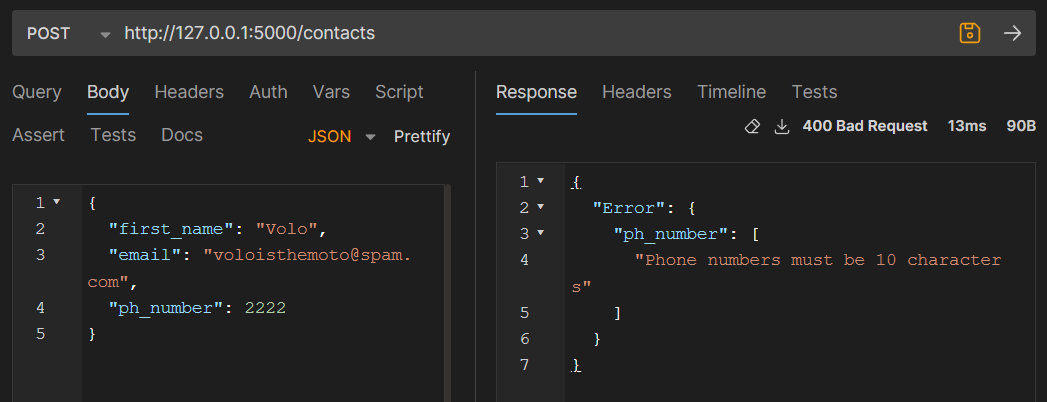 POST http://127.0.0.1:5000/contacts
Query Body Headers Auth Vars Script
Assert Tests Docs JSON Prettify
1 {
2 "first_name": "Volo",
3 "email": "voloisthemoto@spam.
com",
4 "ph_number": 2222
5 }
Response Headers Timeline Tests
400 Bad Request 13ms 90B
1 {
2 "Error": {
3 "ph_number": [
4 "Phone numbers must be 10 character
s"
5 ]
6 }
7 }